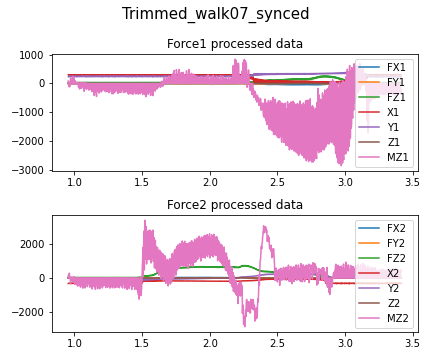 Trimmed_walk07_synced
Force1 processed data
1000
0
−1000
−2000
−3000
FX1
FY1
FZ1
X1
Y1
Z1
MZ1
1.0 1.5 2.0 2.5 3.0 3.5
Force2 processed data
2000
0
−2000
FX2
FY2
FZ2
X2
Y2
Z2
MZ2
1.0 1.5 2.0 2.5 3.0 3.5